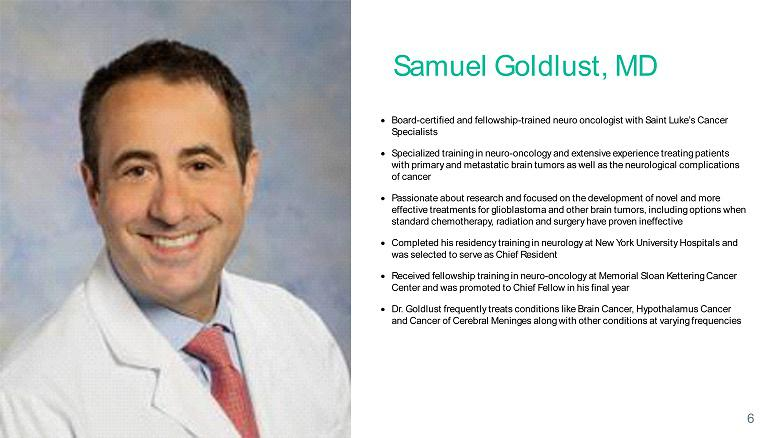 Samuel Goldlust, MD
• Board-certified and fellowship-trained neuro oncologist with Saint Luke's Cancer
Specialists
• Specialized training in neuro-oncology and extensive experience treating patients
with primary and metastatic brain tumors as well as the neurological complications
of cancer
• Passionate about research and focused on the development of novel and more
effective treatments for glioblastoma and other brain tumors, including options when
standard chemotherapy, radiation and surgery have proven ineffective
• Completed his residency training in neurology at New York University Hospitals and
was selected to serve as Chief Resident
• Received fellowship training in neuro-oncology at Memorial Sloan Kettering Cancer
Center and was promoted to Chief Fellow in his final year
• Dr. Goldlust frequently treats conditions like Brain Cancer, Hypothalamus Cancer
and Cancer of Cerebral Meninges along with other conditions at varying frequencies
6